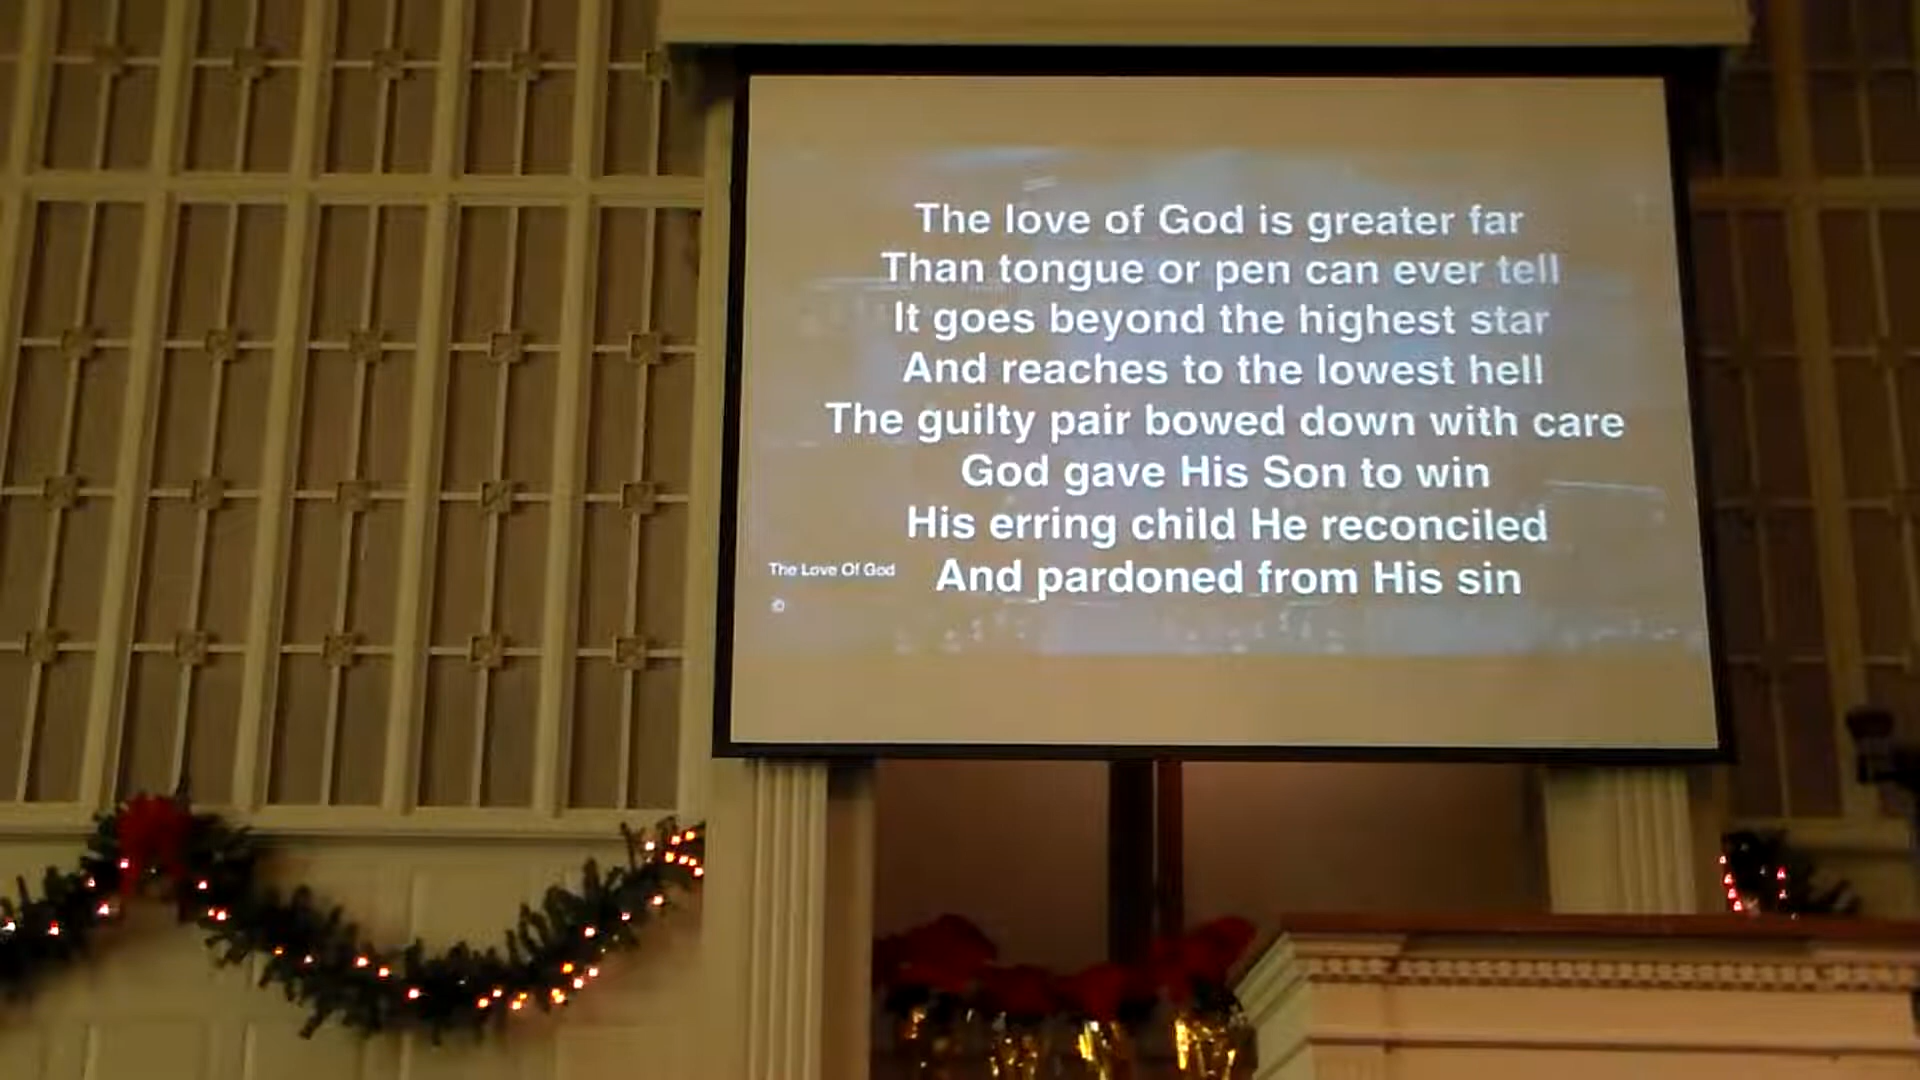 The love of God is greater far
Than tongue or pen can ever tell
It goes beyond the highest star
And reaches to the lowest hell
The guilty pair bowed down with care
God gave His Son to win
His erring child He reconciled
And pardoned from His sin
The Love Of God
©